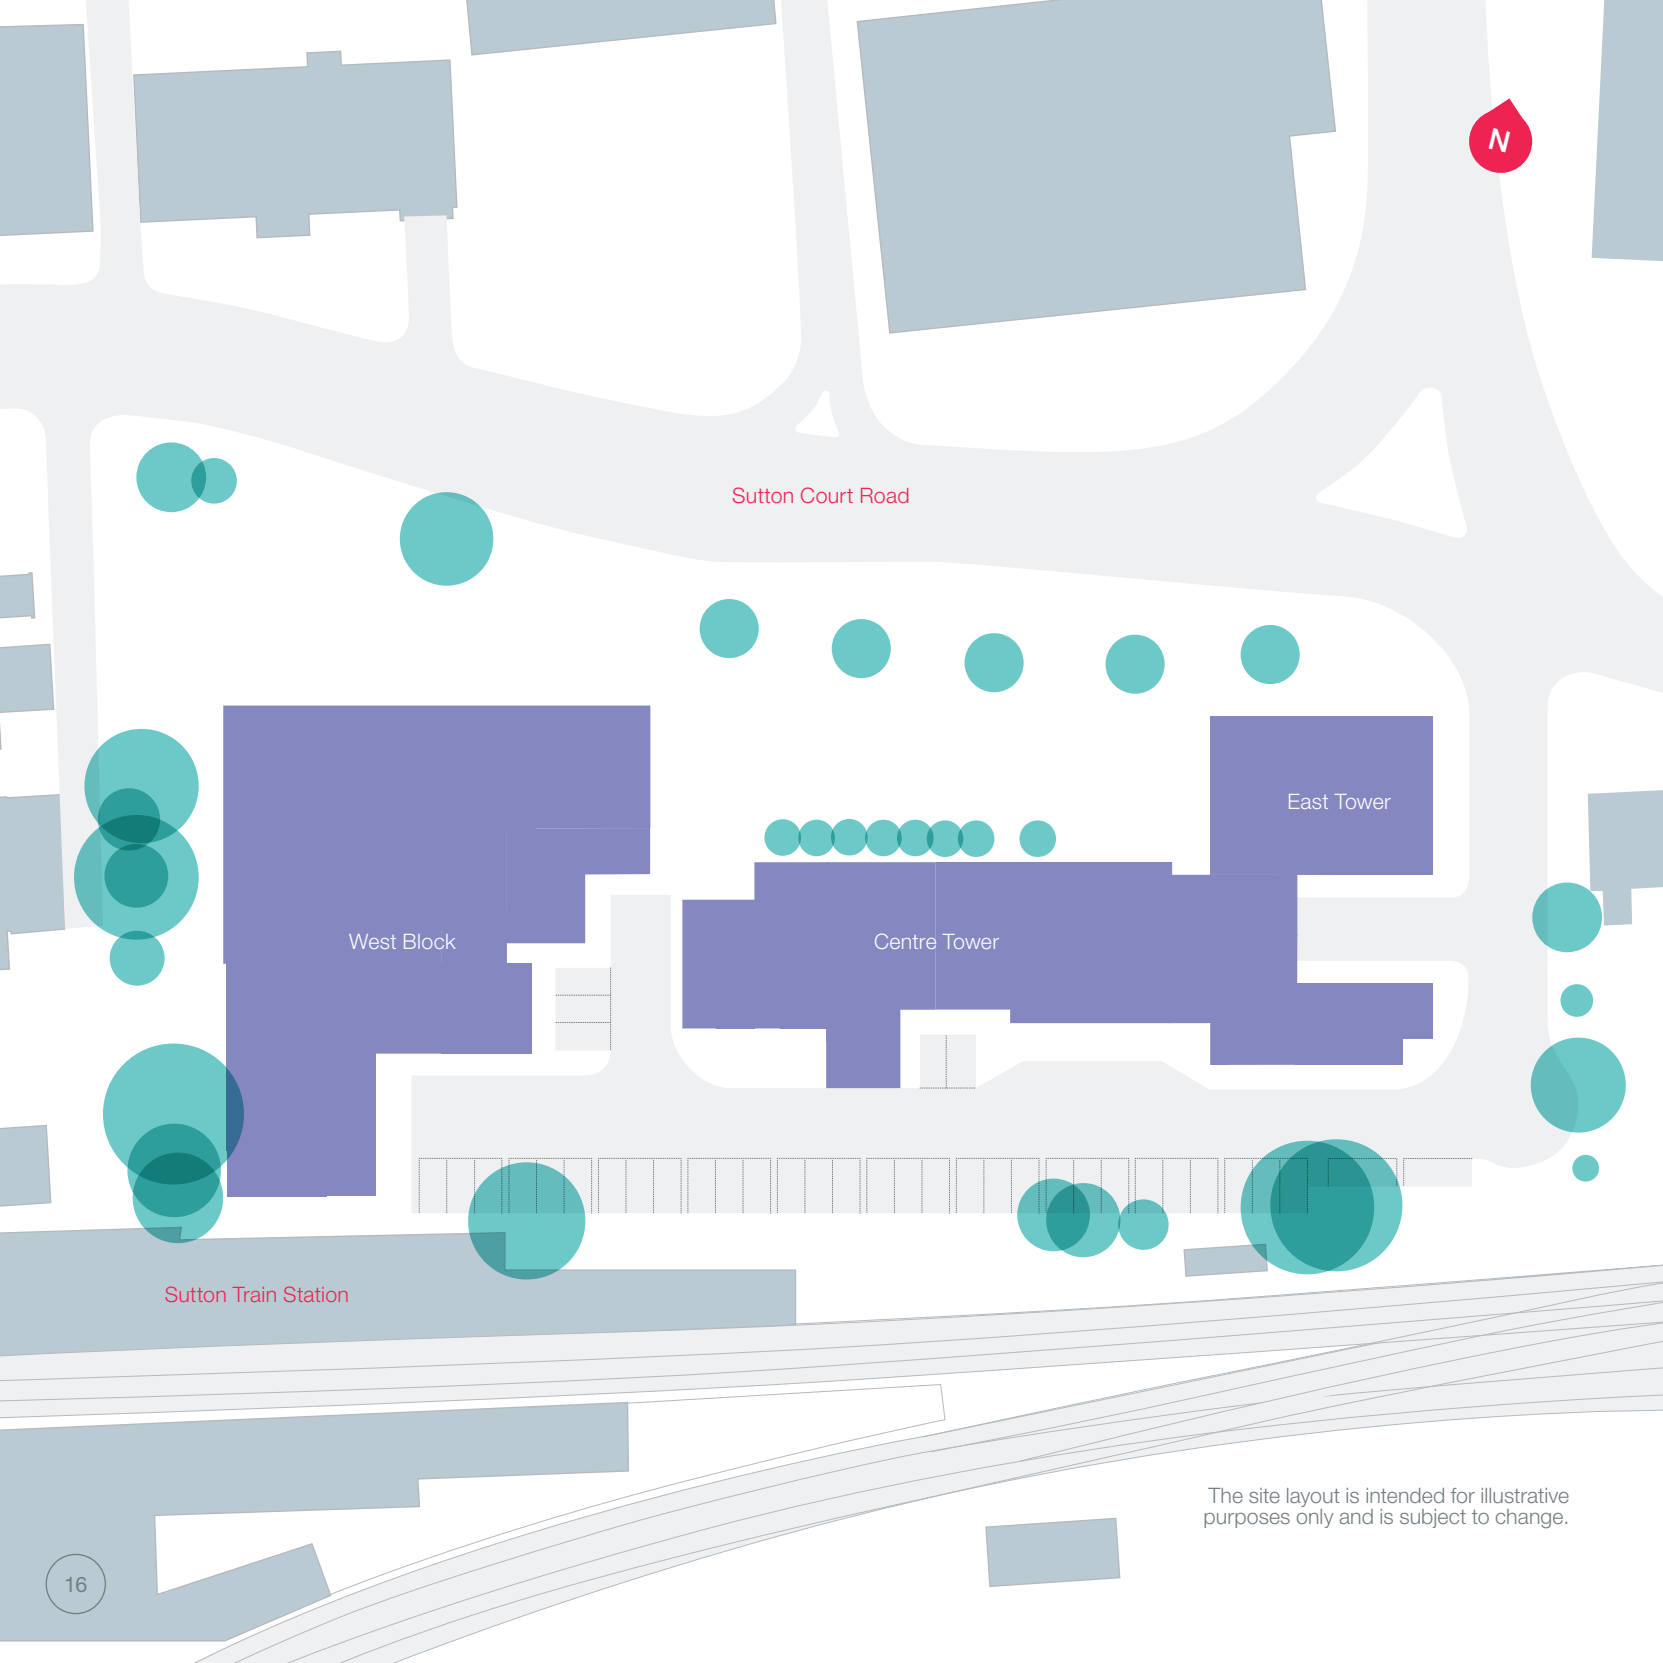 N
Sutton Court Road
East Tower
West Block
Centre Tower
Sutton Train Station
The site layout is intended for illustrative
purposes only and is subject to change.
16